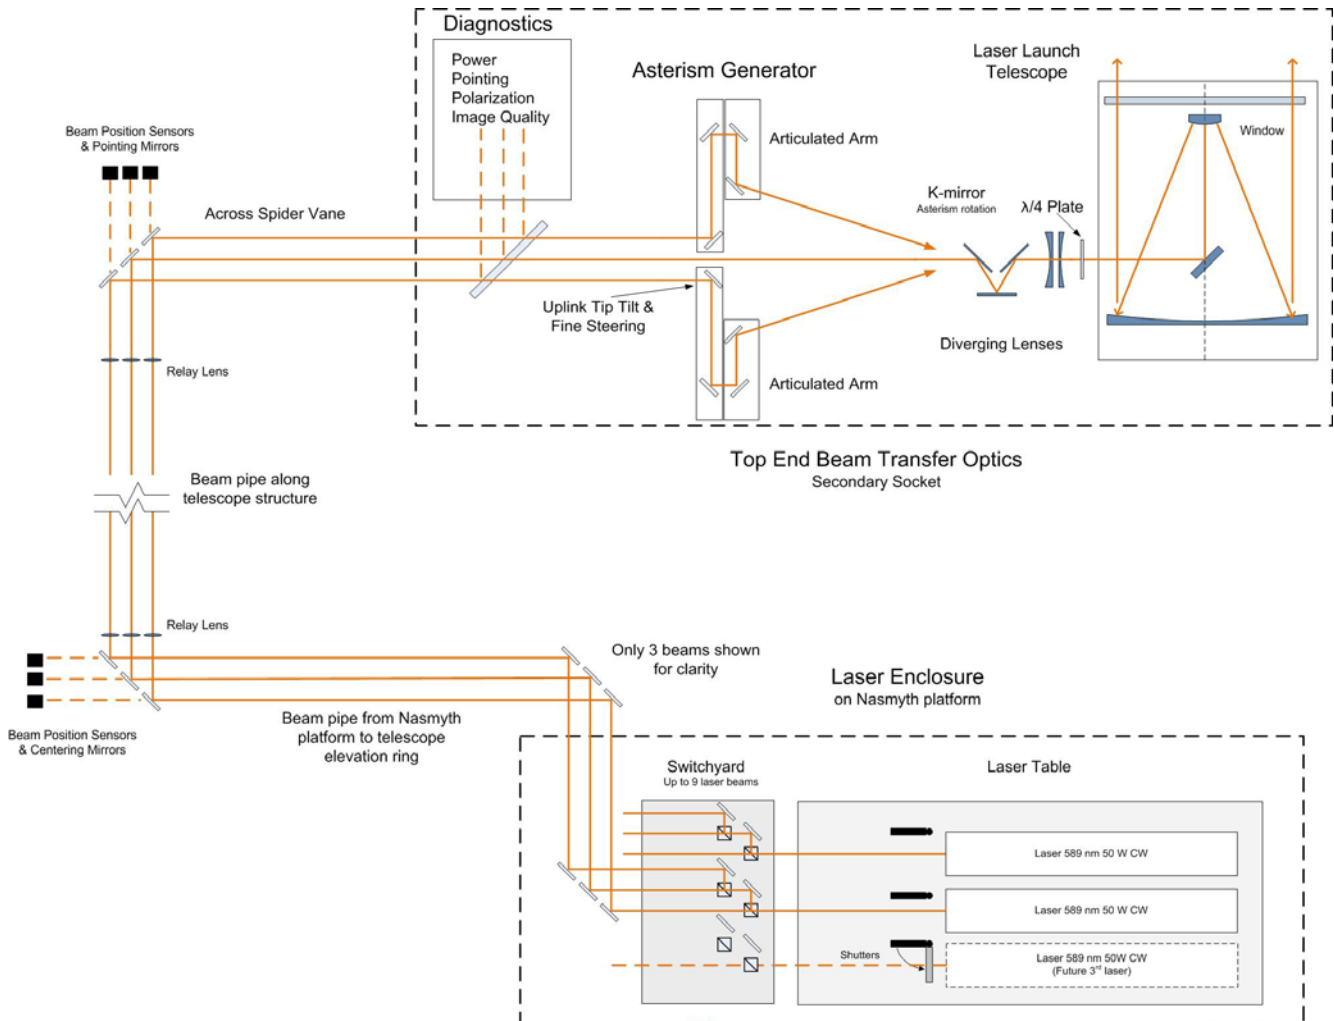 Diagnostics
Power
Pointing
Polarization
Image Quality
Asterism Generator
Laser Launch
Telescope
Beam Position Sensors
& Pointing Mirrors
Articulated Arm
Window
K-mirror
Asterism rotation
λ/4 Plate
Across Spider Vane
Uplink Tip Tilt &
Fine Steering
Diverging Lenses
Relay Lens
Articulated Arm
Top End Beam Transfer Optics
Secondary Socket
Beam pipe along
telescope structure
Relay Lens
Only 3 beams shown
for clarity
Laser Enclosure
on Nasmyth platform
Beam Position Sensors
& Centering Mirrors
Beam pipe from Nasmyth
platform to telescope
elevation ring
Switchyard
Up to 9 laser beams
Laser Table
Laser 589 nm 50 W CW
Laser 589 nm 50 W CW
Shutters
Laser 589 nm 50W CW
(Future 3rd laser)